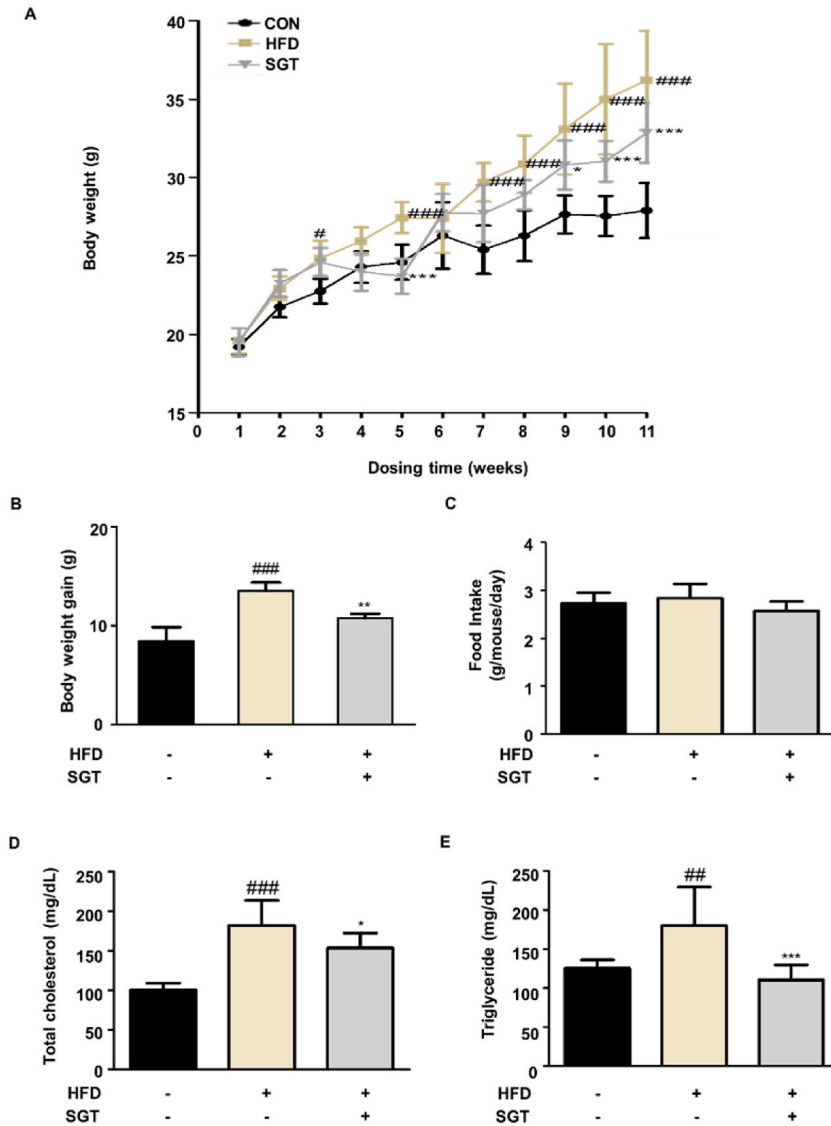 A
CON
HFD
SGT
Body weight (g)
40
35
30
25
20
15
#
###
***
###
###
###
*
###
***
###
***
0 1 2 3 4 5 6 7 8 9 10 11
Dosing time (weeks)
B
Body weight gain (g)
20
10
0
###
**
HFD - + +
SGT - - +
C
Food Intake
(g/mouse/day)
4
3
2
1
0
HFD - + +
SGT - - +
D
Total cholesterol (mg/dL)
250
200
150
100
50
0
###
*
HFD - + +
SGT - - +
E
Triglyceride (mg/dL)
250
200
150
100
50
0
##
***
HFD - + +
SGT - - +